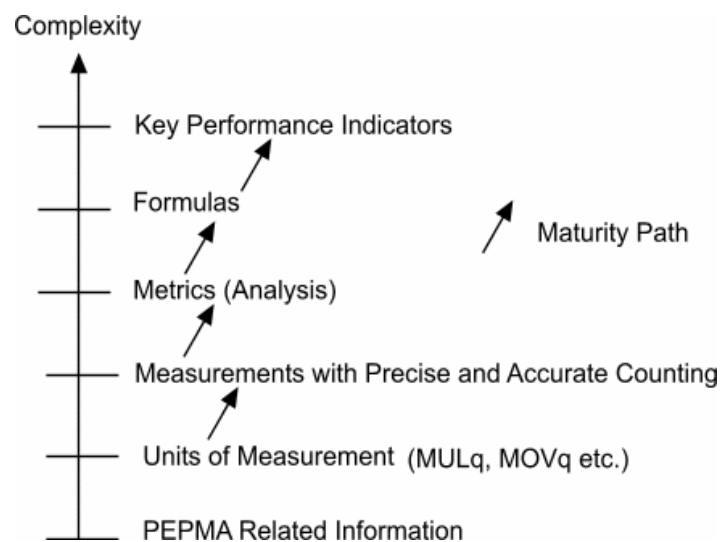 Complexity
Key Performance Indicators
Formulas
Maturity Path
Metrics (Analysis)
Measurements with Precise and Accurate Counting
Units of Measurement (MULq, MOVq etc.)
PEPMA Related Information